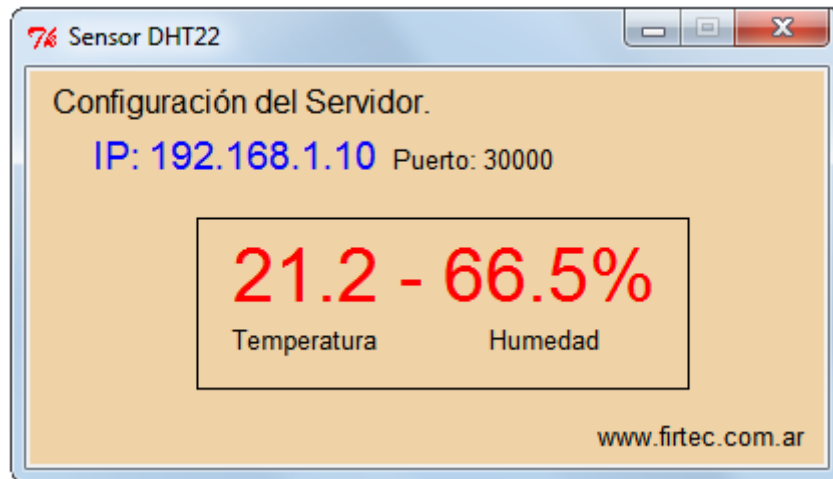 Sensor DHT22
Configuración del Servidor.
IP: 192.168.1.10 Puerto: 30000
21.2 - 66.5%
Temperatura Humedad
www.firtec.com.ar